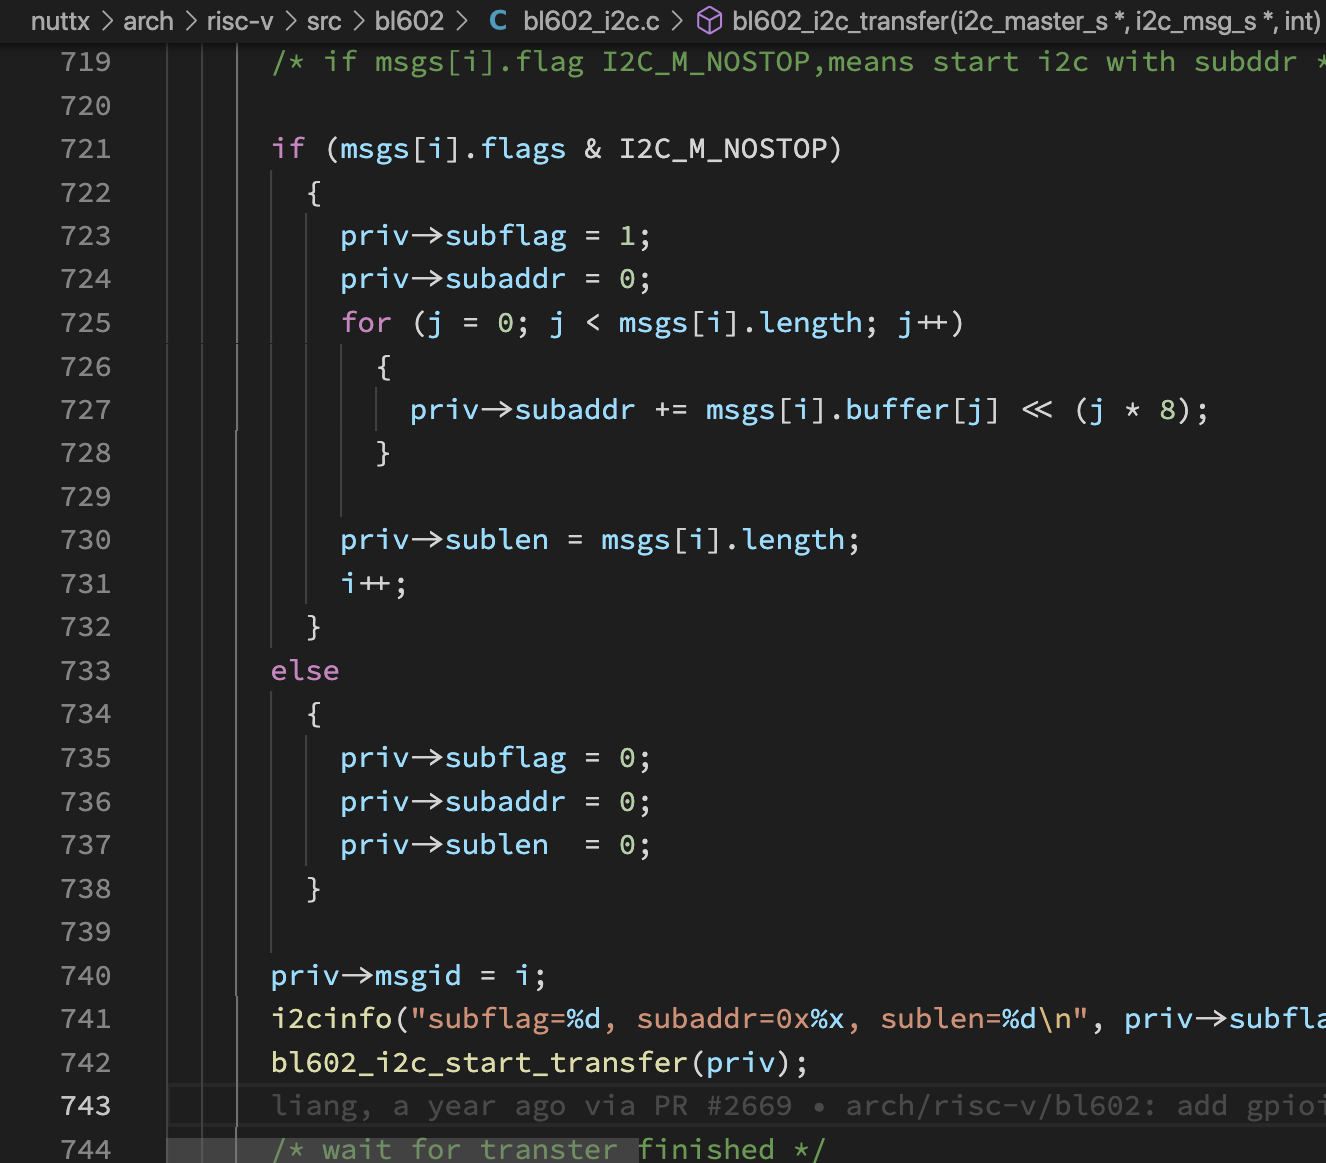 nuttx > arch > risc-v > src > bl602 > C bl602_i2c.c > bl602_i2c_transfer(i2c_master_s *, i2c_msg_s *, int)
719 /* if msgs[i].flag I2C_M_NOSTOP,means start i2c with subddr *
720
721 if (msgs[i].flags & I2C_M_NOSTOP)
722 {
723 priv->subflag = 1;
724 priv->subaddr = 0;
725 for (j = 0; j < msgs[i].length; j++)
726 {
727 priv->subaddr += msgs[i].buffer[j] << (j * 8);
728 }
729
730 priv->sublen = msgs[i].length;
731 i++;
732 }
733 else
734 {
735 priv->subflag = 0;
736 priv->subaddr = 0;
737 priv->sublen  = 0;
738 }
739
740 priv->msgid = i;
741 i2cinfo("subflag=%d, subaddr=0x%x, sublen=%d\n", priv->subfla
742 bl602_i2c_start_transfer(priv);
743 liang, a year ago via PR #2669 • arch/risc-v/bl602: add gpioi
744 /* wait for transter finished */